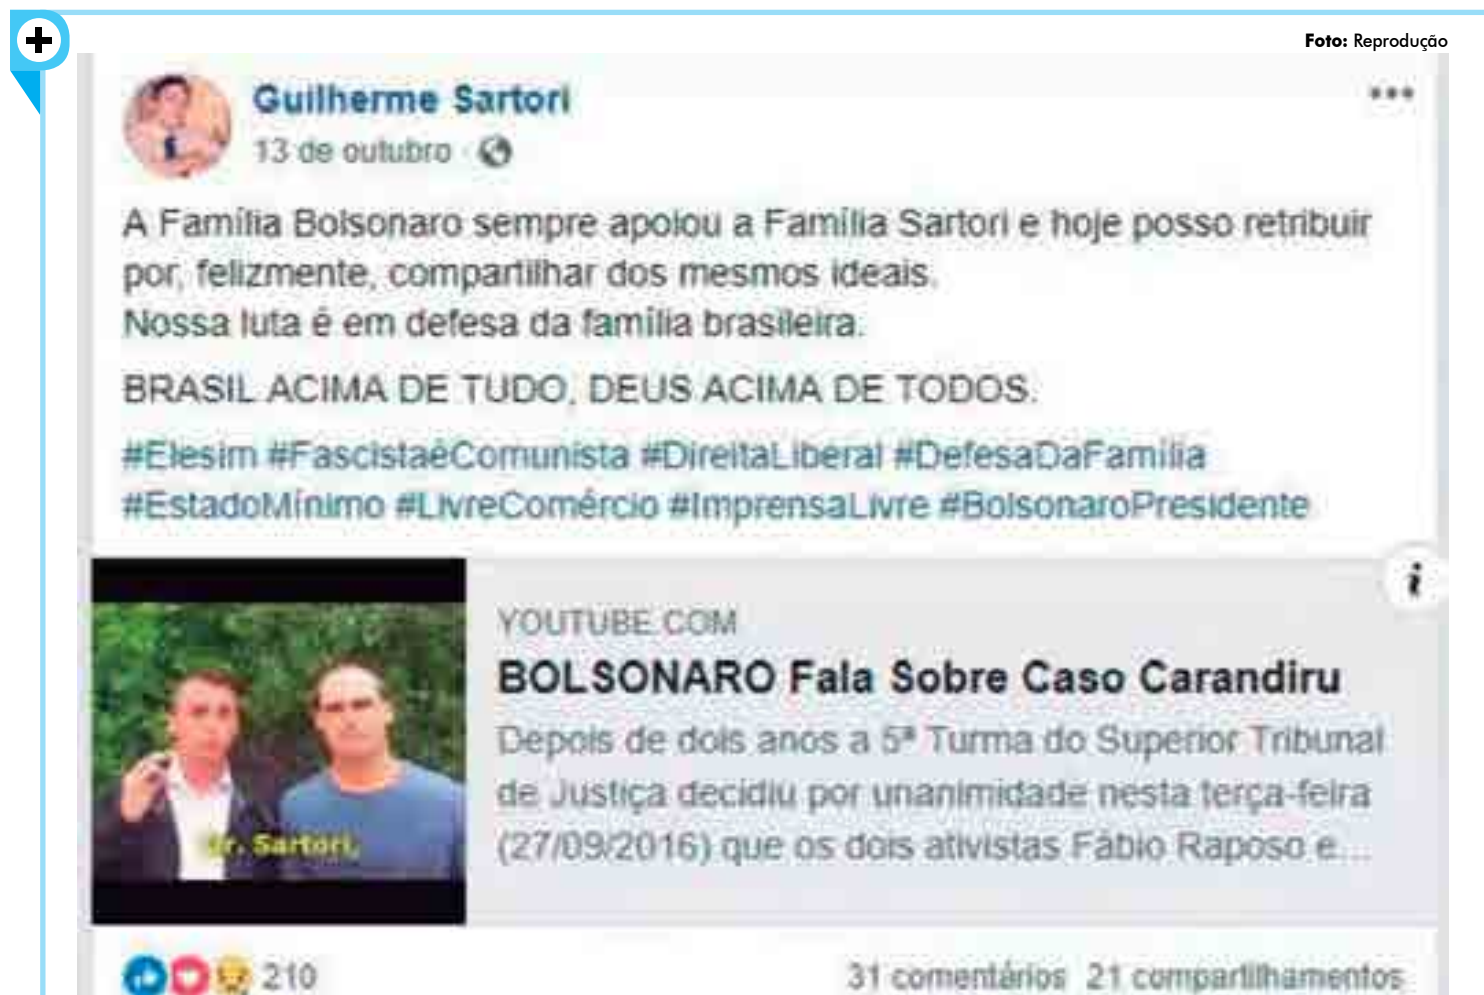 Foto: Reprodução
Guilherme Sartori
13 de outubro
A Família Bolsonaro sempre apoiou a Família Sartori e hoje posso retribuir
por, felizmente, compartilhar dos mesmos ideais.
Nossa luta é em defesa da família brasileira.
BRASIL ACIMA DE TUDO, DEUS ACIMA DE TODOS.
#Elesim #FascistaéComunista #DireitaLiberal #DefesaDaFamília
#EstadoMínimo #LivreComércio #ImprensaLivre #BolsonaroPresidente
YOUTUBE.COM
BOLSONARO Fala Sobre Caso Carandiru
Depois de dois anos a 5ª Turma do Superior Tribunal
de Justiça decidiu por unanimidade nesta terça-feira
(27/09/2016) que os dois ativistas Fábio Raposo e...
Dr. Sartori,
210
31 comentários 21 compartilhamentos